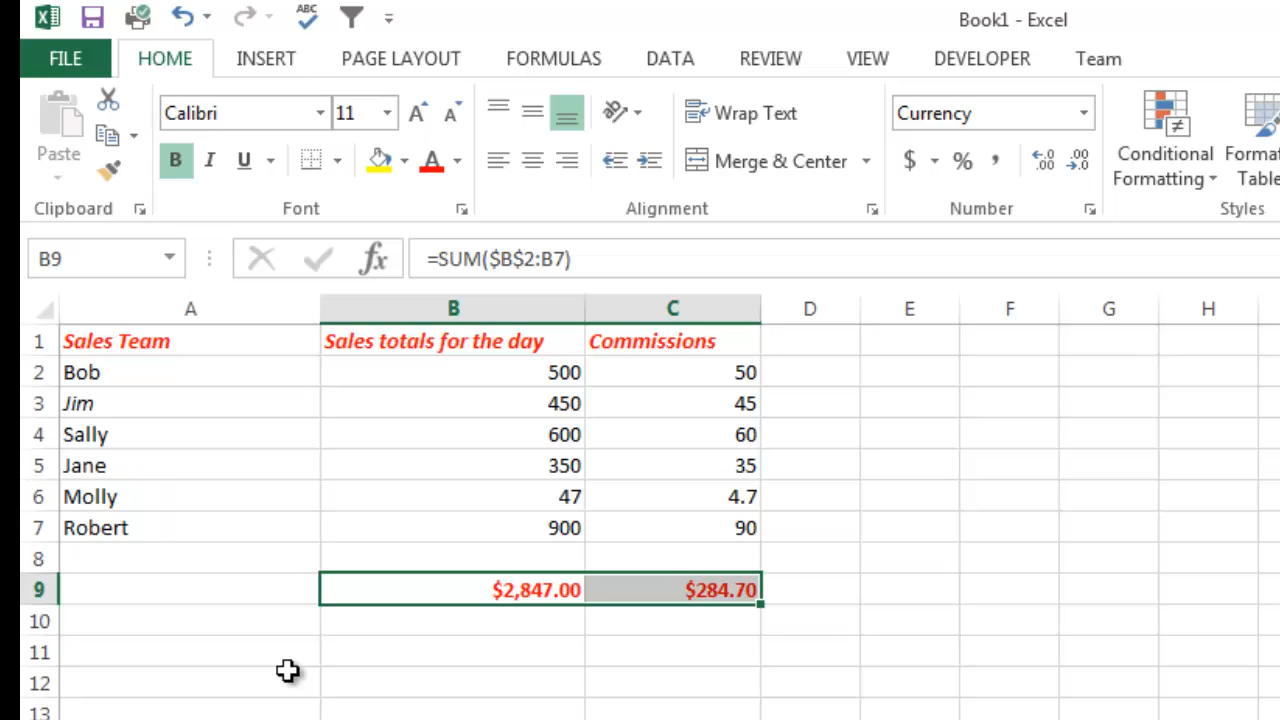 ABC
Book1 - Excel
FILE HOME INSERT PAGE LAYOUT FORMULAS DATA REVIEW VIEW DEVELOPER Team
Calibri 11 A A Wrap Text Currency
Paste B I U A Merge & Center $ % , Conditional Formatting
Clipboard Font Alignment Number Styles
B9 fx =SUM($B$2:B7)
A B C D E F G H
1 Sales Team Sales totals for the day Commissions
2 Bob 500 50
3 Jim 450 45
4 Sally 600 60
5 Jane 350 35
6 Molly 47 4.7
7 Robert 900 90
8
9 $2,847.00 $284.70
10
11
12
13